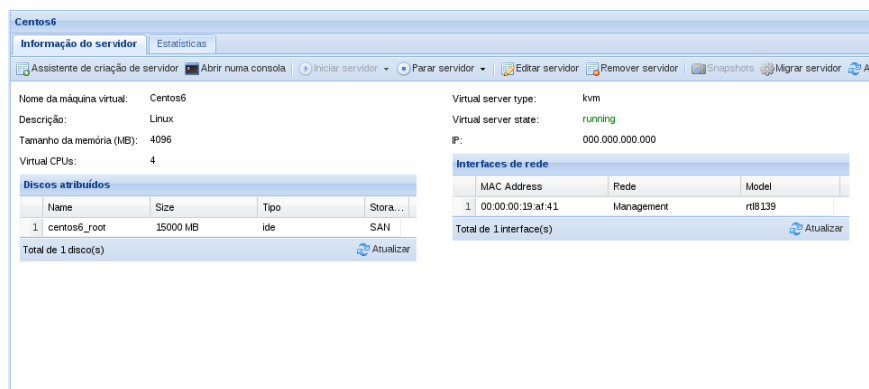 Centos6
Informação do servidor Estatísticas
Assistente de criação de servidor Abrir numa consola Iniciar servidor Parar servidor Editar servidor Remover servidor Snapshots Migrar servidor A
Nome da máquina virtual: Centos6 Virtual server type: kvm
Descrição: Linux Virtual server state: running
Tamanho da memória (MB): 4096 IP: 000.000.000.000
Virtual CPUs: 4
Interfaces de rede
Discos atribuídos
MAC Address Rede Model
Name Size Tipo Stora...
1 00:00:00:19:af:41 Management rtl8139
1 centos6_root 15000 MB ide SAN
Total de 1 interface(s) Atualizar
Total de 1 disco(s) Atualizar